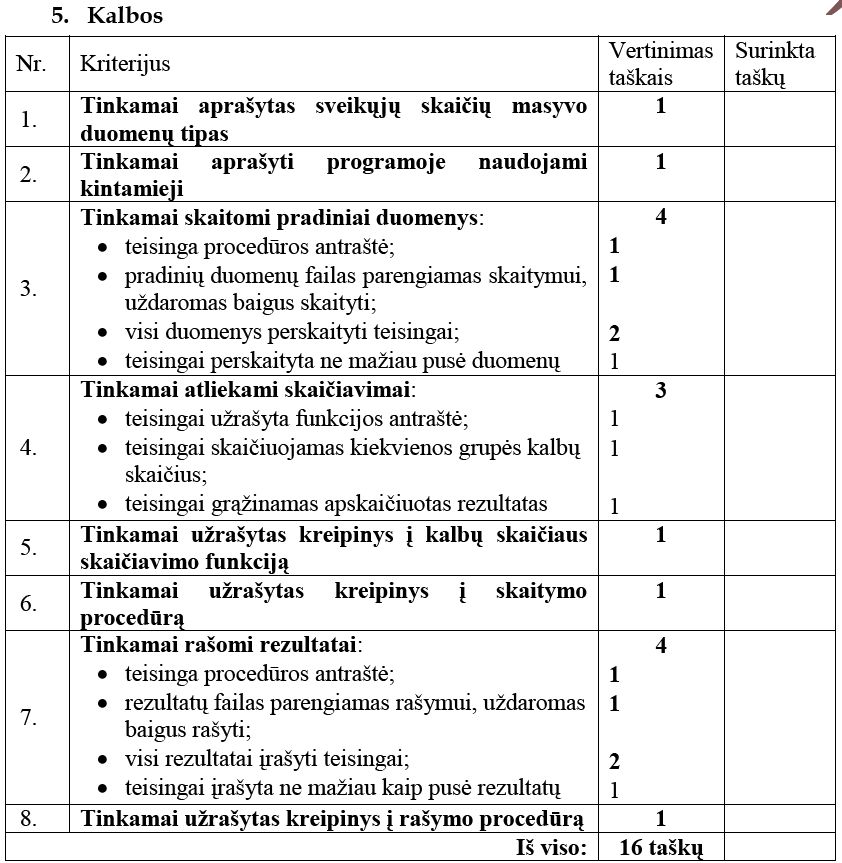 5. Kalbos
Nr. Kriterijus Vertinimas taškais Surinkta taškų
1. Tinkamai aprašytas sveikųjų skaičių masyvo 1
duomenų tipas
2. Tinkamai aprašyti programoje naudojami 1
kintamieji
3. Tinkamai skaitomi pradiniai duomenys: 4
• teisinga procedūros antraštė; 1
• pradinių duomenų failas parengiamas skaitymui, 1
uždaromas baigus skaityti;
• visi duomenys perskaityti teisingai; 2
• teisingai perskaityta ne mažiau pusė duomenų 1
4. Tinkamai atliekami skaičiavimai: 3
• teisingai užrašyta funkcijos antraštė; 1
• teisingai skaičiuojamas kiekvienos grupės kalbų 1
skaičius;
• teisingai grąžinamas apskaičiuotas rezultatas 1
5. Tinkamai užrašytas kreipinys į kalbų skaičiaus 1
skaičiavimo funkciją
6. Tinkamai užrašytas kreipinys į skaitymo 1
procedūrą
7. Tinkamai rašomi rezultatai: 4
• teisinga procedūros antraštė; 1
• rezultatų failas parengiamas rašymui, uždaromas 1
baigus rašyti;
• visi rezultatai įrašyti teisingai; 2
• teisingai įrašyta ne mažiau kaip pusė rezultatų 1
8. Tinkamai užrašytas kreipinys į rašymo procedūrą 1
Iš viso: 16 taškų